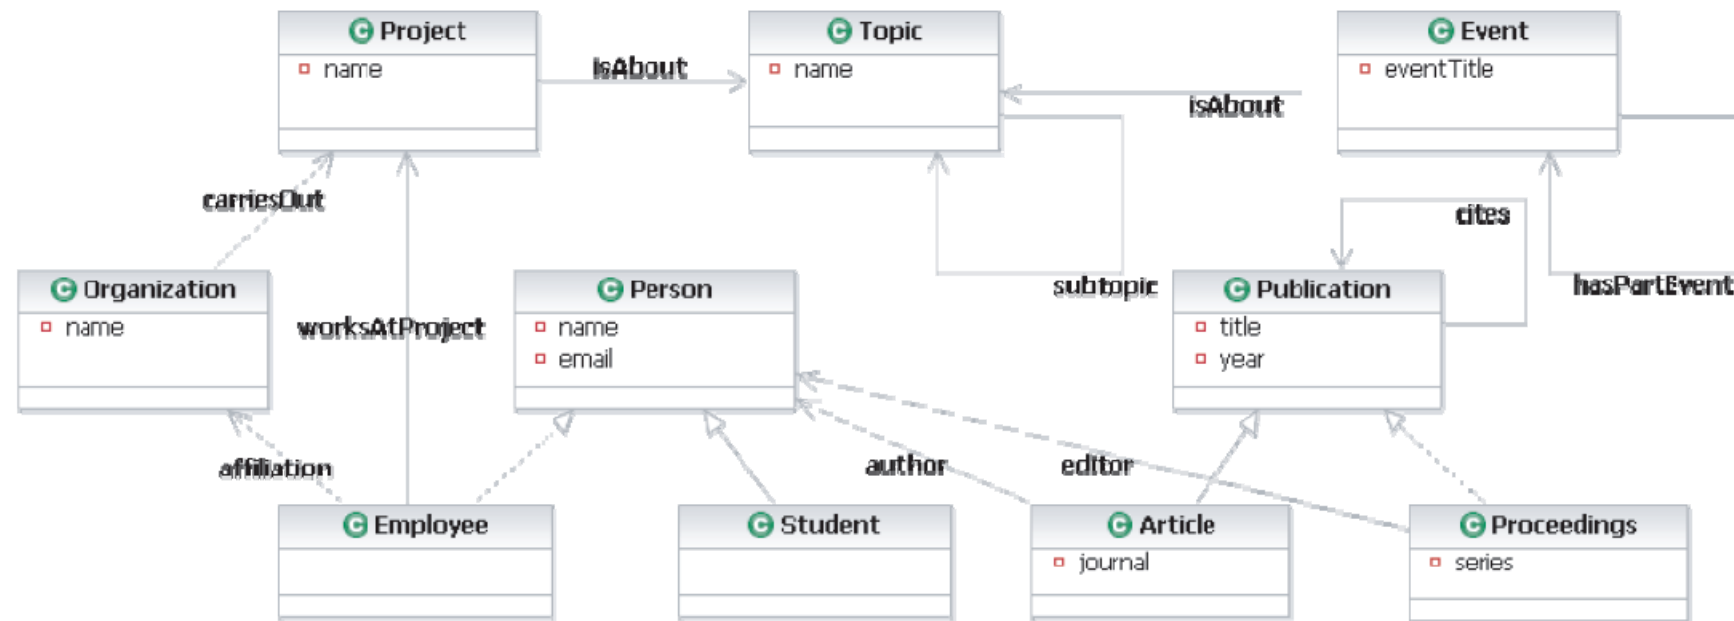 C Project
name
isAbout
C Topic
name
C Event
eventTitle
isAbout
carriesOut
cites
subtopic
hasPartEvent
C Organization
name
worksAtProject
C Person
name
email
C Publication
title
year
affiliation
author
editor
C Employee
C Student
C Article
journal
C Proceedings
series